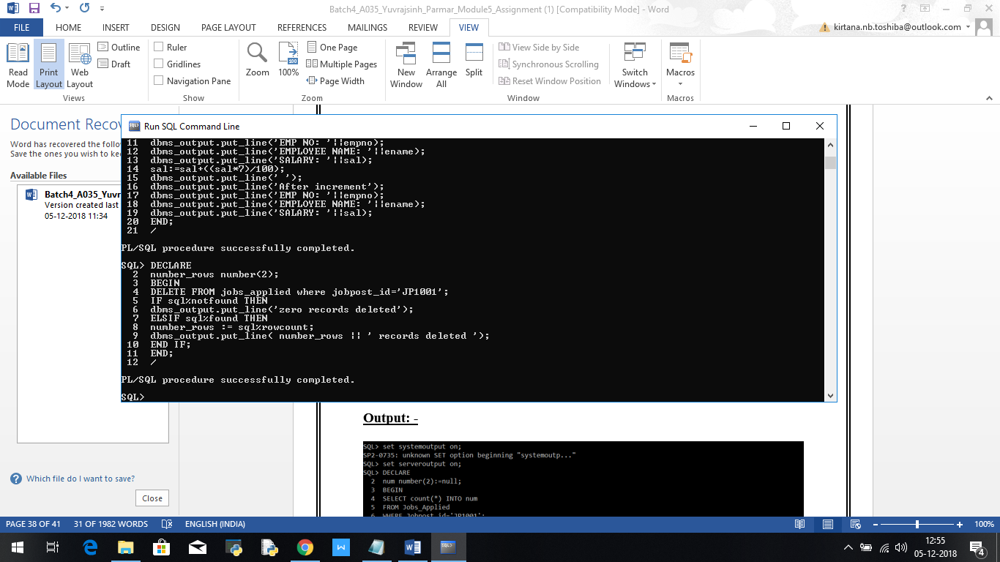 Batch4_A035_Yuvrajsinh_Parmar_Module5_Assignment (1) [Compatibility Mode] - Word
FILE HOME INSERT DESIGN PAGE LAYOUT REFERENCES MAILINGS REVIEW VIEW
kirtana.nb.toshiba@outlook.com
Read Mode
Print Layout
Web Layout
Outline
Draft
Views
Ruler
Gridlines
Navigation Pane
Show
Zoom
100%
One Page
Multiple Pages
Page Width
Zoom
New Window
Arrange All
Split
View Side by Side
Synchronous Scrolling
Reset Window Position
Window
Switch Windows
Macros
Macros
Document Recov
Word has recovered the follo
Save the ones you wish to ke
Available Files
Batch4_A035_Yuvr
Version created last
05-12-2018 11:34
Which file do I want to save?
Close
Run SQL Command Line
11 dbms_output.put_line('EMP NO: '||empno);
12 dbms_output.put_line('EMPLOYEE NAME: '||ename);
13 dbms_output.put_line('SALARY: '||sal);
14 sal:=sal+((sal*7)/100);
15 dbms_output.put_line(' ');
16 dbms_output.put_line('After increment');
17 dbms_output.put_line('EMP NO: '||empno);
18 dbms_output.put_line('EMPLOYEE NAME: '||ename);
19 dbms_output.put_line('SALARY: '||sal);
20 END;
21 /
PL/SQL procedure successfully completed.
SQL> DECLARE
2 number_rows number(2);
3 BEGIN
4 DELETE FROM jobs_applied where jobpost_id='JP1001';
5 IF sql%notfound THEN
6 dbms_output.put_line('zero records deleted');
7 ELSIF sql%found THEN
8 number_rows := sql%rowcount;
9 dbms_output.put_line( number_rows || ' records deleted ');
10 END IF;
11 END;
12 /
PL/SQL procedure successfully completed.
SQL>
Output: -
SQL> set systemoutput on;
SP2-0735: unknown SET option beginning "systemoutp..."
SQL> set serveroutput on;
SQL> DECLARE
2 num number(2):=null;
3 BEGIN
4 SELECT count(*) INTO num
5 FROM Jobs_Applied
6 WHERE Jobpost_id='JP1001';
PAGE 38 OF 41 31 OF 1982 WORDS ENGLISH (INDIA)
100%
12:55
05-12-2018
4